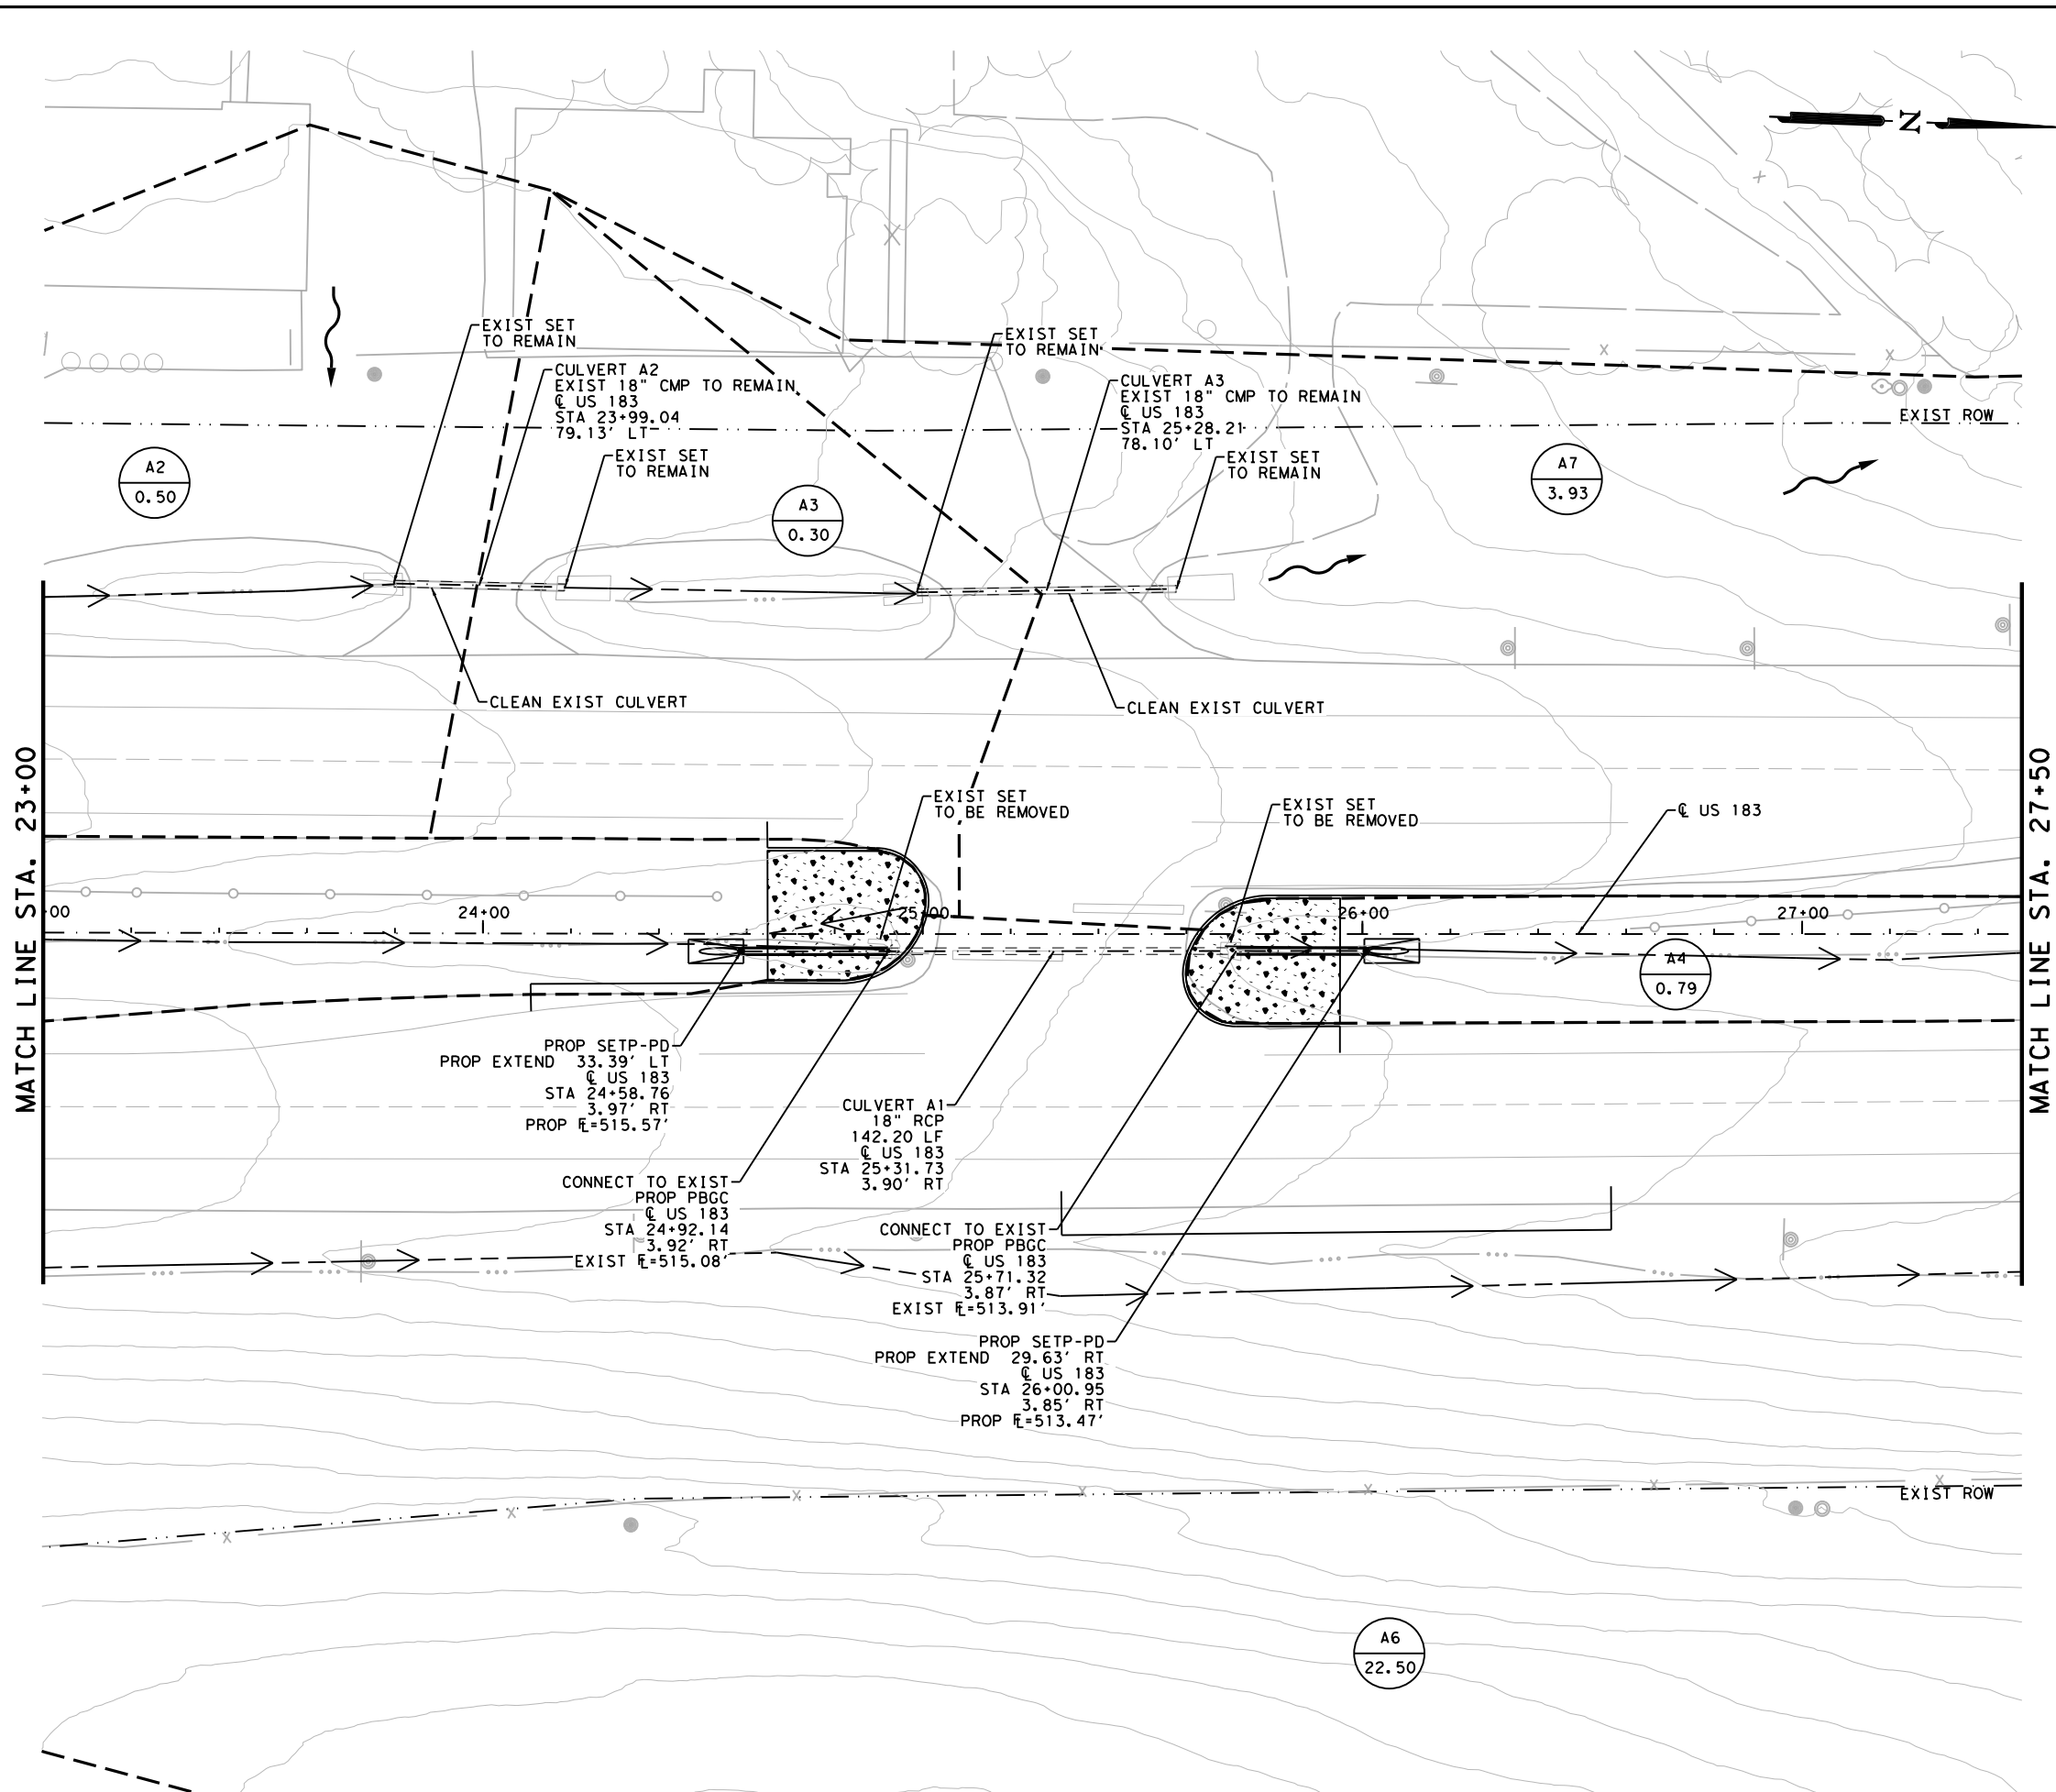 N
EXIST SET
TO REMAIN
EXIST SET
TO REMAIN
CULVERT A2
EXIST 18" CMP TO REMAIN
℄ US 183
STA 23+99.04
79.13' LT
CULVERT A3
EXIST 18" CMP TO REMAIN
℄ US 183
STA 25+28.21
78.10' LT
EXIST ROW
EXIST SET
TO REMAIN
EXIST SET
TO REMAIN
A2
0.50
A3
0.30
A7
3.93
CLEAN EXIST CULVERT
CLEAN EXIST CULVERT
MATCH LINE STA. 23+00
MATCH LINE STA. 27+50
EXIST SET
TO BE REMOVED
EXIST SET
TO BE REMOVED
℄ US 183
+00
24+00
25+00
26+00
27+00
A4
0.79
PROP SETP-PD
PROP EXTEND 33.39' LT
℄ US 183
STA 24+58.76
3.97' RT
PROP FL=515.57'
CULVERT A1
18" RCP
142.20 LF
℄ US 183
STA 25+31.73
3.90' RT
CONNECT TO EXIST
PROP PBGC
℄ US 183
STA 24+92.14
3.92' RT
EXIST FL=515.08'
CONNECT TO EXIST
PROP PBGC
℄ US 183
STA 25+71.32
3.87' RT
EXIST FL=513.91'
PROP SETP-PD
PROP EXTEND 29.63' RT
℄ US 183
STA 26+00.95
3.85' RT
PROP FL=513.47'
EXIST ROW
A6
22.50